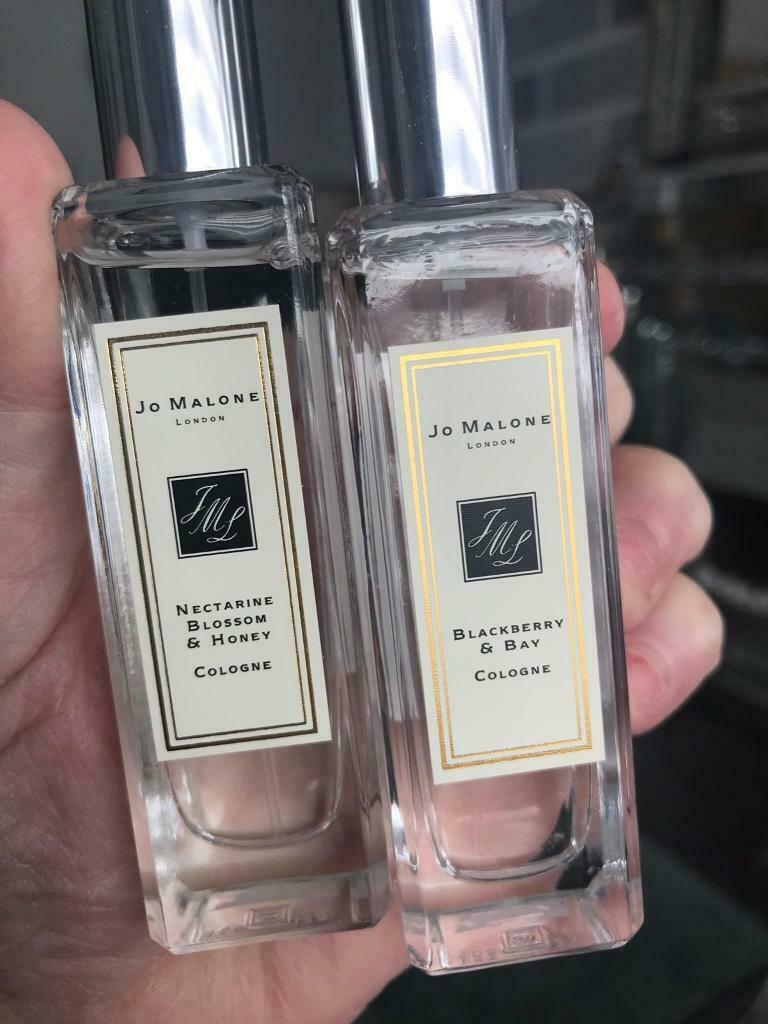 Jo Malone
London
JML
Nectarine
Blossom
& Honey
Cologne
Jo Malone
London
JML
Blackberry
& Bay
Cologne